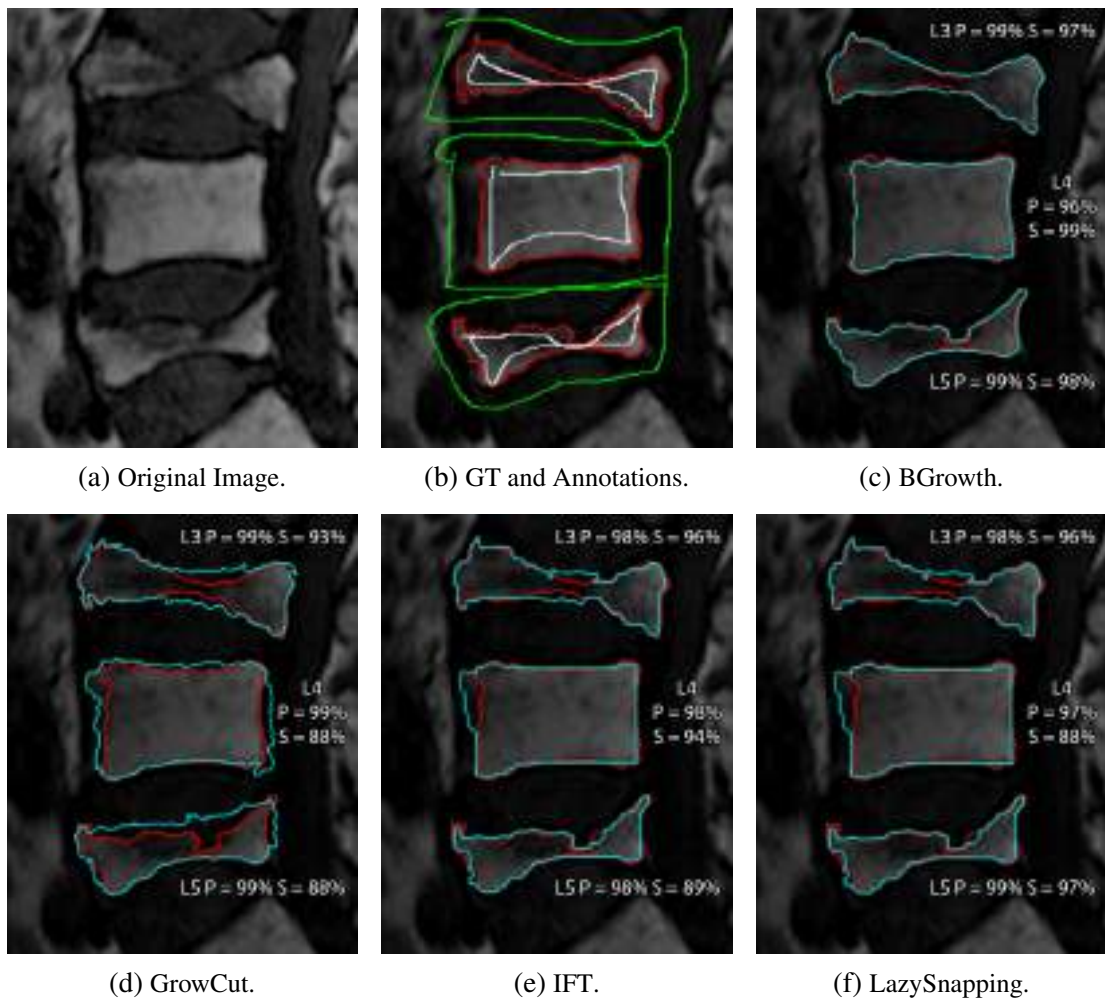 L3 P = 99% S = 97%
L4
P = 96%
S = 99%
L5 P = 99% S = 98%
(a) Original Image.
(b) GT and Annotations.
(c) BGrowth.
L3 P = 99% S = 93%
L4
P = 99%
S = 88%
L5 P = 99% S = 88%
L3 P = 98% S = 96%
L4
P = 98%
S = 94%
L5 P = 98% S = 89%
L3 P = 98% S = 96%
L4
P = 97%
S = 88%
L5 P = 99% S = 97%
(d) GrowCut.
(e) IFT.
(f) LazySnapping.